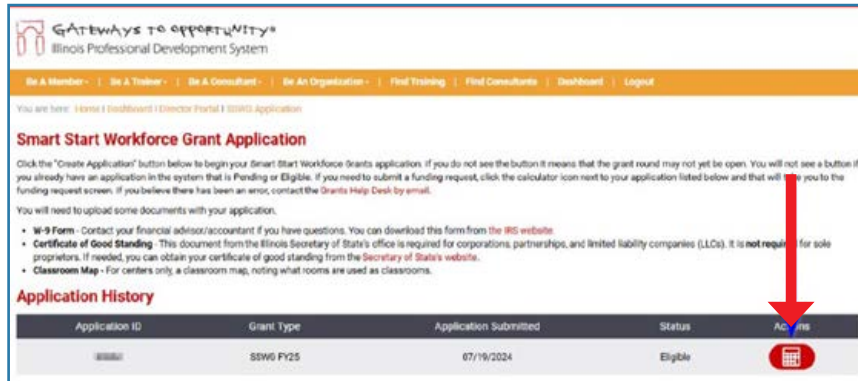 GATEWAYS TO OPPORTUNITY®
Illinois Professional Development System
Be A Member - | Be A Trainer - | Be A Consultant - | Be An Organization - | Find Training | Find Consultants | Dashboard | Logout
You are here: Home | Dashboard | Director Portal | SSWG Application
Smart Start Workforce Grant Application
Click the "Create Application" button below to begin your Smart Start Workforce Grants application. If you do not see the button it means that the grant round may not yet be open. You will not see a button if
you already have an application in the system that is Pending or Eligible. If you need to submit a funding request, click the calculator icon next to your application listed below and that will take you to the
funding request screen. If you believe there has been an error, contact the Grants Help Desk by email.
You will need to upload some documents with your application.
• W-9 Form - Contact your financial advisor/accountant if you have questions. You can download this form from the IRS website.
• Certificate of Good Standing - This document from the Illinois Secretary of State's office is required for corporations, partnerships, and limited liability companies (LLCs). It is not required for sole
proprietors. If needed, you can obtain your certificate of good standing from the Secretary of State's website.
• Classroom Map - For centers only, a classroom map, noting what rooms are used as classrooms.
Application History
Application ID Grant Type Application Submitted Status Actions
SSWG FY25 07/19/2024 Eligible